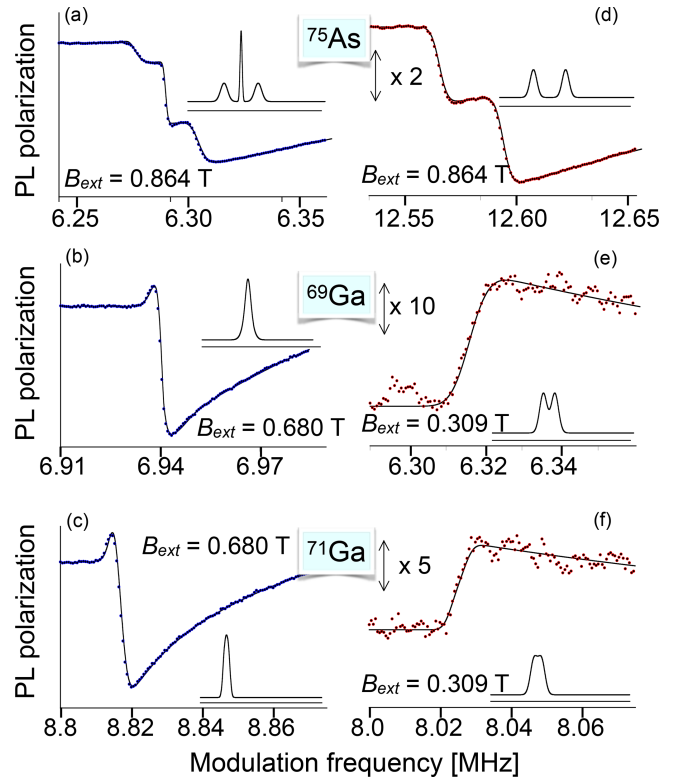 (a)
⁷⁵As
(d)
PL polarization
x 2
B_ext = 0.864 T
B_ext = 0.864 T
6.25 6.30 6.35
12.55 12.60 12.65
(b)
⁶⁹Ga
(e)
PL polarization
x 10
B_ext = 0.680 T
B_ext = 0.309 T
6.91 6.94 6.97
6.30 6.32 6.34
(c)
B_ext = 0.680 T
⁷¹Ga
(f)
PL polarization
x 5
B_ext = 0.309 T
8.8 8.82 8.84 8.86
8.0 8.02 8.04 8.06
Modulation frequency [MHz]